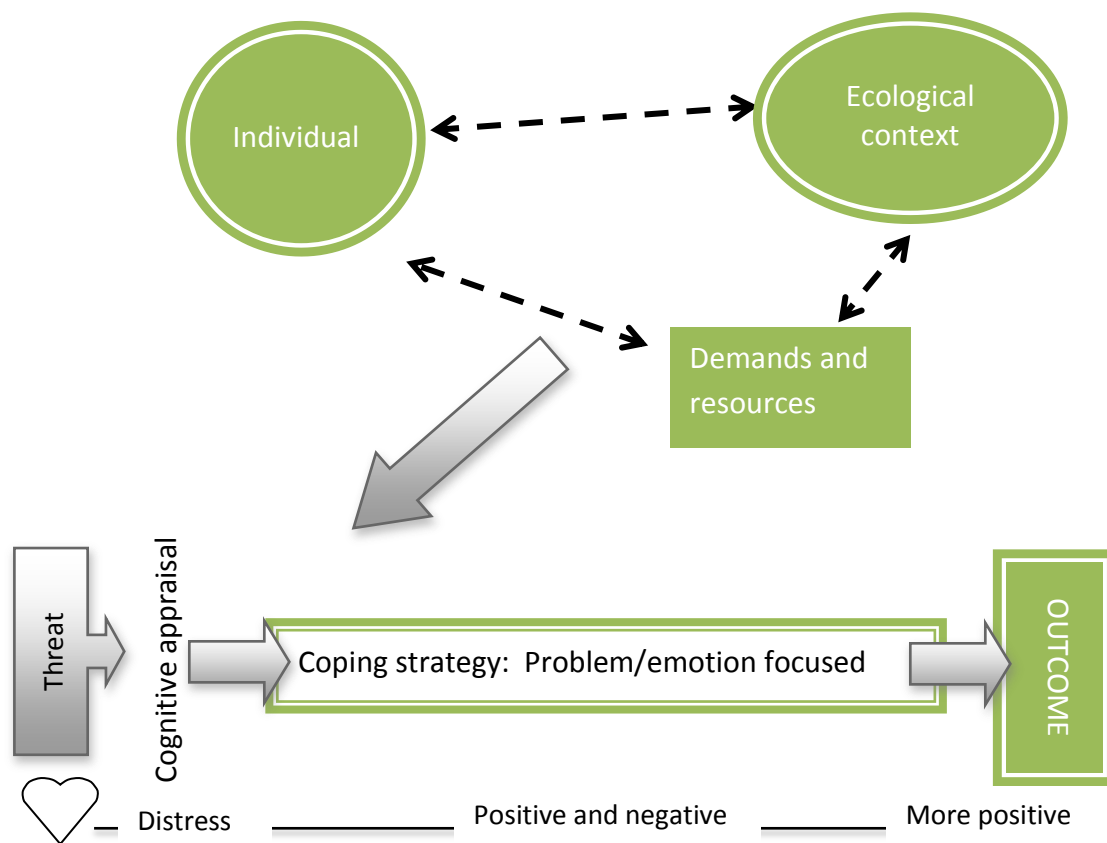 Individual
Ecological
context
Demands and
resources
Threat
Cognitive appraisal
Coping strategy: Problem/emotion focused
OUTCOME
Distress
Positive and negative
More positive